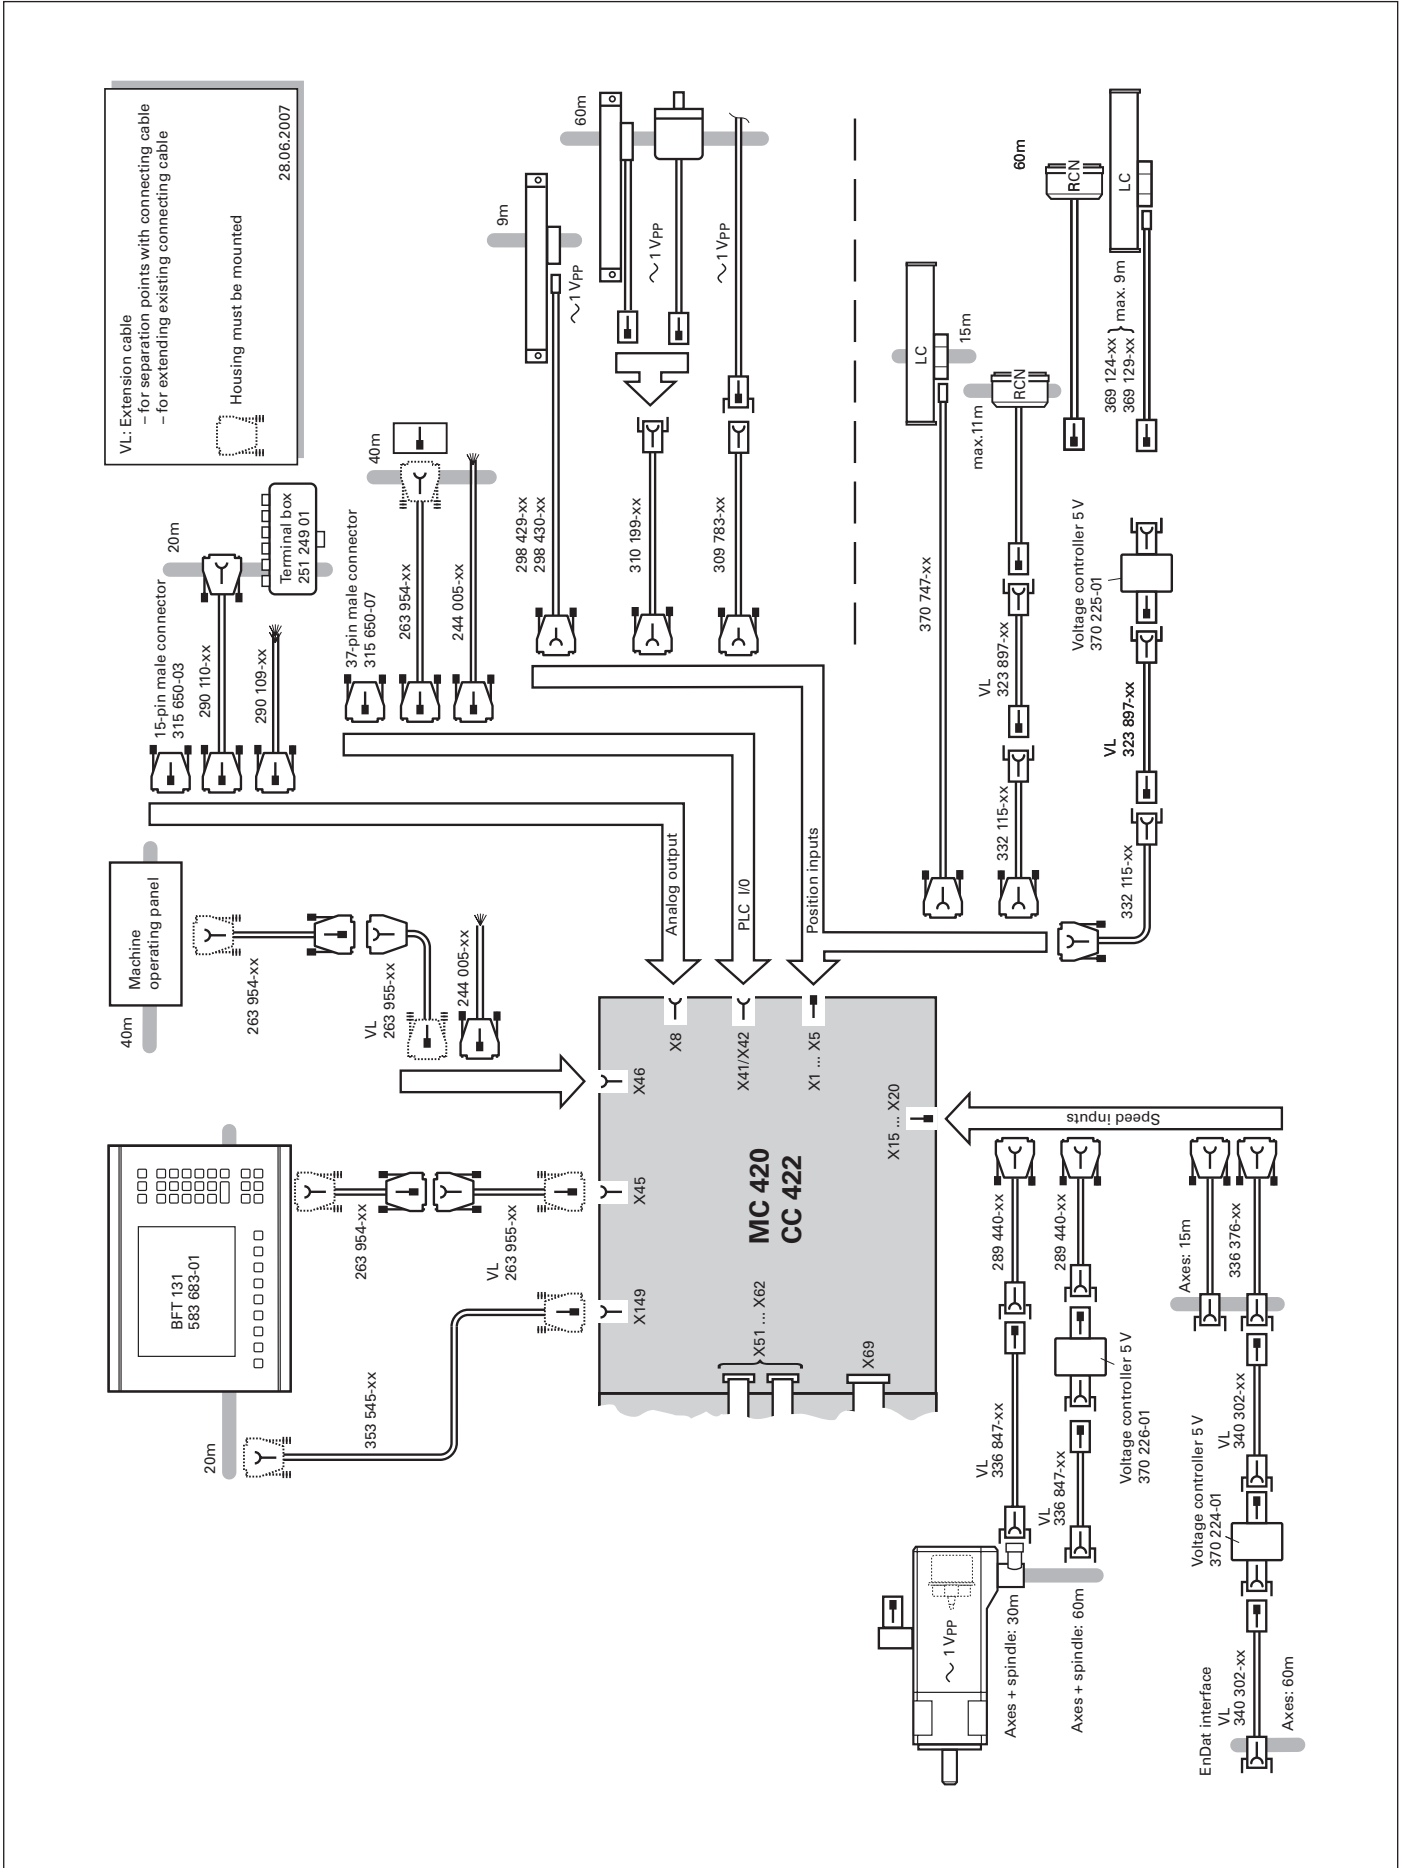 VL: Extension cable
– for separation points with connecting cable
– for extending existing connecting cable
Housing must be mounted
28.06.2007
15-pin male connector
315 650-03
20m
290 110-xx
Terminal box
251 249 01
290 109-xx
37-pin male connector
315 650-07
40m
263 954-xx
244 005-xx
298 429-xx
298 430-xx
9m
~ 1 VPP
60m
310 199-xx
~ 1 VPP
309 783-xx
~ 1 VPP
370 747-xx
LC
15m
332 115-xx
VL
323 897-xx
max.11m
RCN
60m
RCN
332 115-xx
VL
323 897-xx
Voltage controller 5 V
370 225-01
369 124-xx
369 129-xx
max. 9m
LC
Machine
operating panel
40m
263 954-xx
VL
263 955-xx
244 005-xx
Analog output
PLC I/0
Position inputs
BFT 131
583 683-01
20m
353 545-xx
263 954-xx
VL
263 955-xx
X149
X45
X46
X8
X41/X42
X1 ... X5
X15 ... X20
MC 420
CC 422
X51 ... X62
X69
Speed inputs
~ 1 VPP
Axes + spindle: 30m
VL
336 847-xx
289 440-xx
Axes + spindle: 60m
VL
336 847-xx
Voltage controller 5 V
370 226-01
289 440-xx
Axes: 15m
336 376-xx
EnDat interface
VL
340 302-xx
Voltage controller 5 V
370 224-01
VL
340 302-xx
Axes: 60m